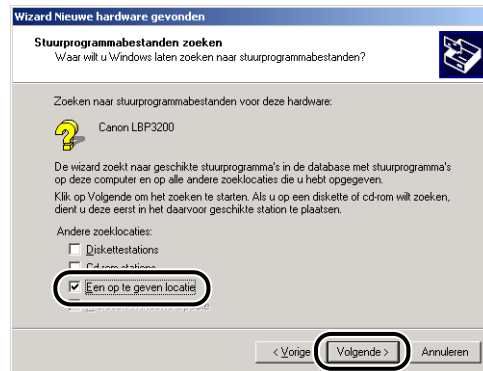 Wizard Nieuwe hardware gevonden
Stuurprogrammabestanden zoeken
Waar wilt u Windows laten zoeken naar stuurprogrammabestanden?
Zoeken naar stuurprogrammabestanden voor deze hardware:
Canon LBP3200
De wizard zoekt naar geschikte stuurprogramma's in de database met stuurprogramma's
op deze computer en op alle andere zoeklocaties die u hebt opgegeven.
Klik op Volgende om het zoeken te starten. Als u op een diskette of cd-rom wilt zoeken,
dient u deze eerst in het daarvoor geschikte station te plaatsen.
Andere zoeklocaties:
Diskettestations
Cd-rom-stations
Een op te geven locatie
< Vorige Volgende > Annuleren